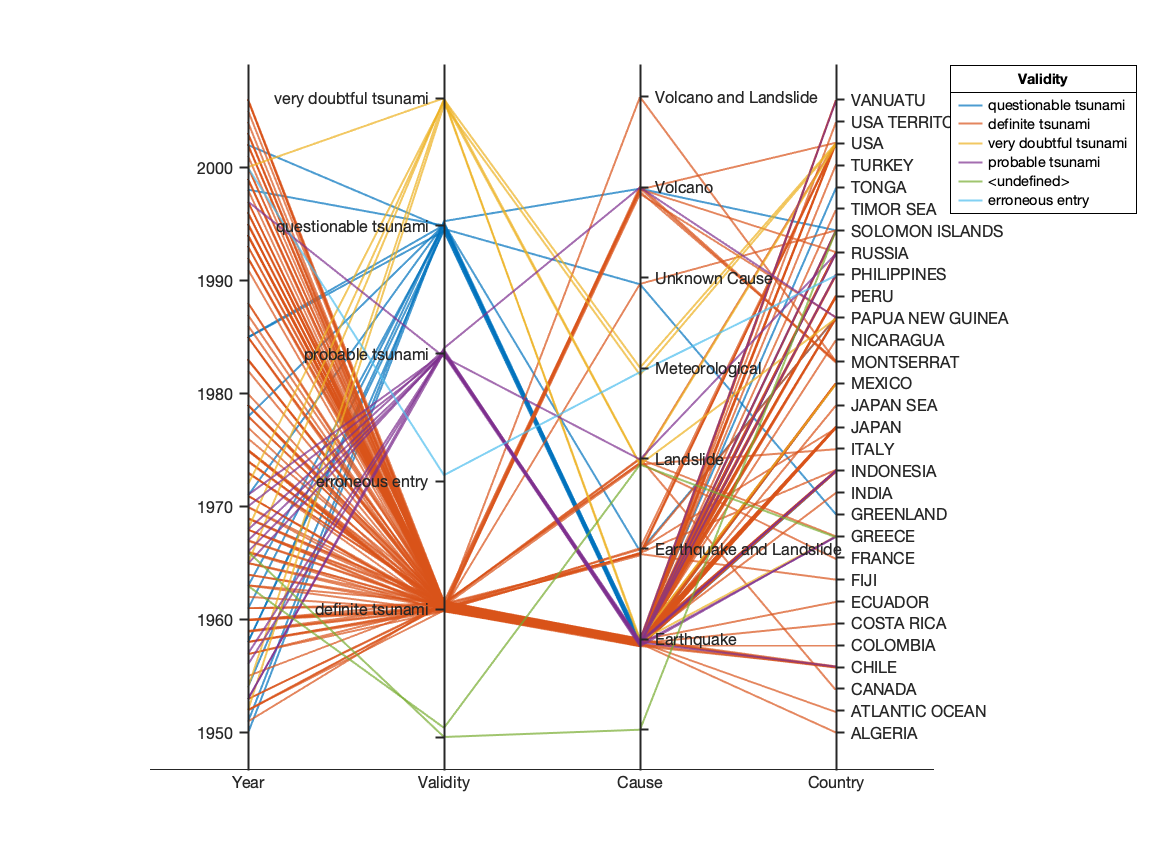 very doubtful tsunami
questionable tsunami
probable tsunami
erroneous entry
definite tsunami
2000
1990
1980
1970
1960
1950
Volcano and Landslide
Volcano
Unknown Cause
Meteorological
Landslide
Earthquake and Landslide
Earthquake
VANUATU
USA TERRITO
USA
TURKEY
TONGA
TIMOR SEA
SOLOMON ISLANDS
RUSSIA
PHILIPPINES
PERU
PAPUA NEW GUINEA
NICARAGUA
MONTSERRAT
MEXICO
JAPAN SEA
JAPAN
ITALY
INDONESIA
INDIA
GREENLAND
GREECE
FRANCE
FIJI
ECUADOR
COSTA RICA
COLOMBIA
CHILE
CANADA
ATLANTIC OCEAN
ALGERIA
Year
Validity
Cause
Country
Validity
questionable tsunami
definite tsunami
very doubtful tsunami
probable tsunami
<undefined>
erroneous entry